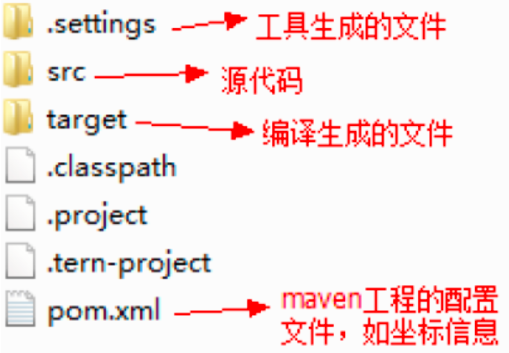 .settings 工具生成的文件
src 源代码
target 编译生成的文件
.classpath
.project
.tern-project
pom.xml maven工程的配置
文件，如坐标信息